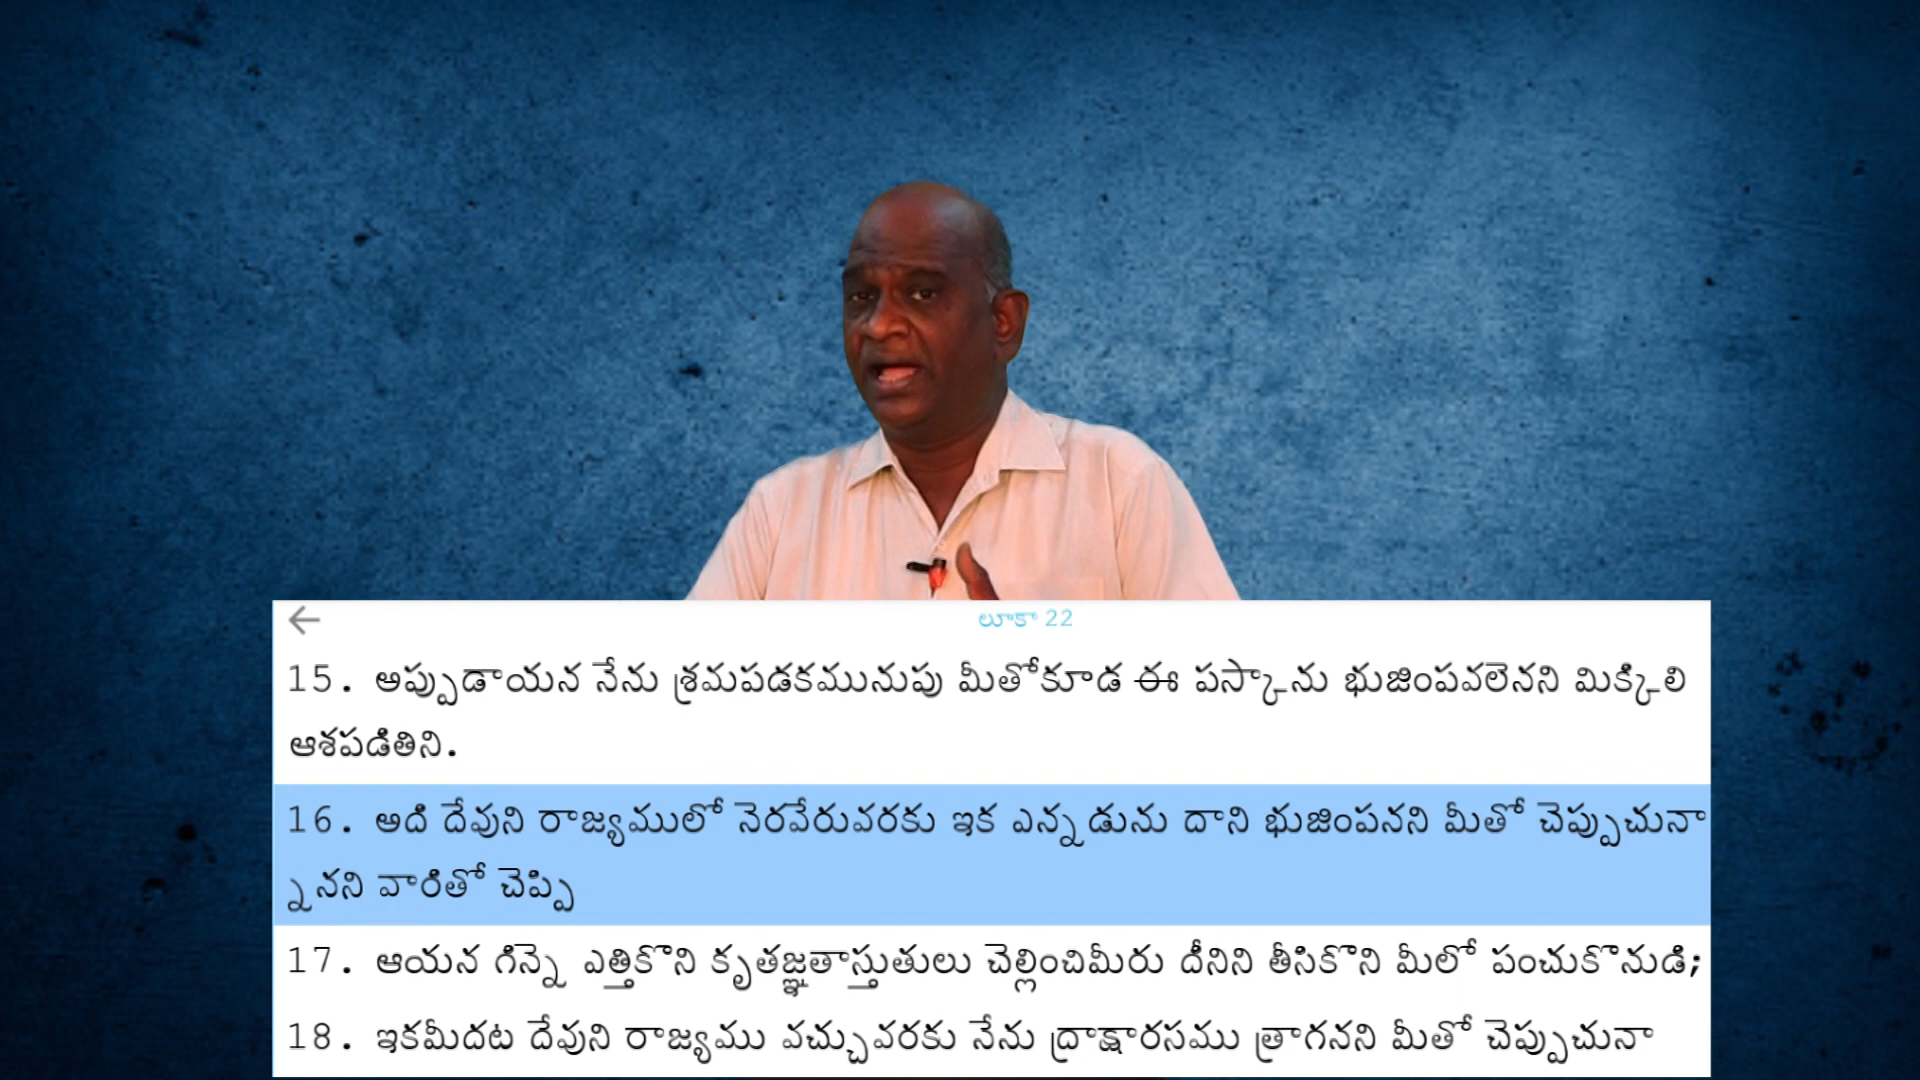 లూకా 22
15. అప్పుడాయన నేను శ్రమపడకమునుపు మీతోకూడ ఈ పస్కాను భుజింపవలెనని మిక్కిలి
ఆశపడితిని.
16. అది దేవుని రాజ్యములో నెరవేరువరకు ఇక ఎన్నడును దాని భుజింపనని మీతో చెప్పుచునా
్ననని వారితో చెప్పి
17. ఆయన గిన్నె ఎత్తికొని కృతజ్ఞతాస్తుతులు చెల్లించిమీరు దీనిని తీసికొని మీలో పంచుకొనుడి;
18. ఇకమీదట దేవుని రాజ్యము వచ్చువరకు నేను ద్రాక్షారసము త్రాగనని మీతో చెప్పుచునా